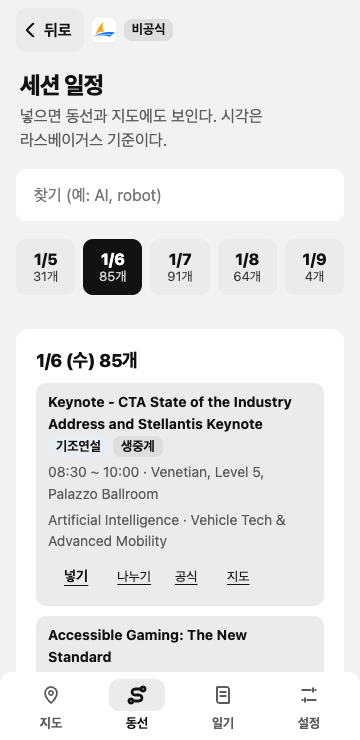 뒤로
비공식
세션 일정
넣으면 동선과 지도에도 보인다. 시각은
라스베이거스 기준이다.
찾기 (예: AI, robot)
1/5
31개
1/6
85개
1/7
91개
1/8
64개
1/9
4개
1/6 (수) 85개
Keynote - CTA State of the Industry
Address and Stellantis Keynote
기조연설 생중계
08:30 ~ 10:00 · Venetian, Level 5,
Palazzo Ballroom
Artificial Intelligence · Vehicle Tech &
Advanced Mobility
넣기 나누기 공식 지도
Accessible Gaming: The New
Standard
지도 동선 일기 설정